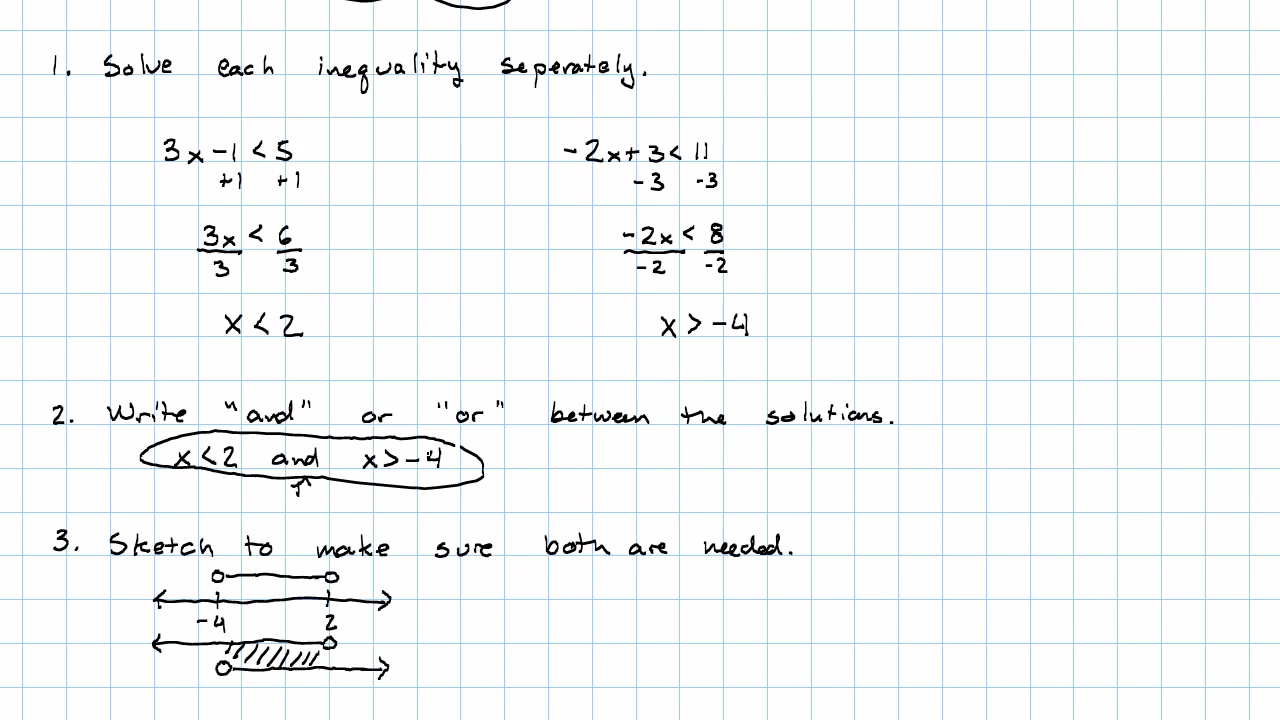 1. Solve each inequality seperately.
3x - 1 < 5 -2x + 3 < 11
+1 +1 -3 -3
3x < 6 -2x < 8
3 3 -2 -2
x < 2 x > -4
2. Write "and" or "or" between the solutions.
x < 2 and x > -4
3. Sketch to make sure both are needed.
-4 2